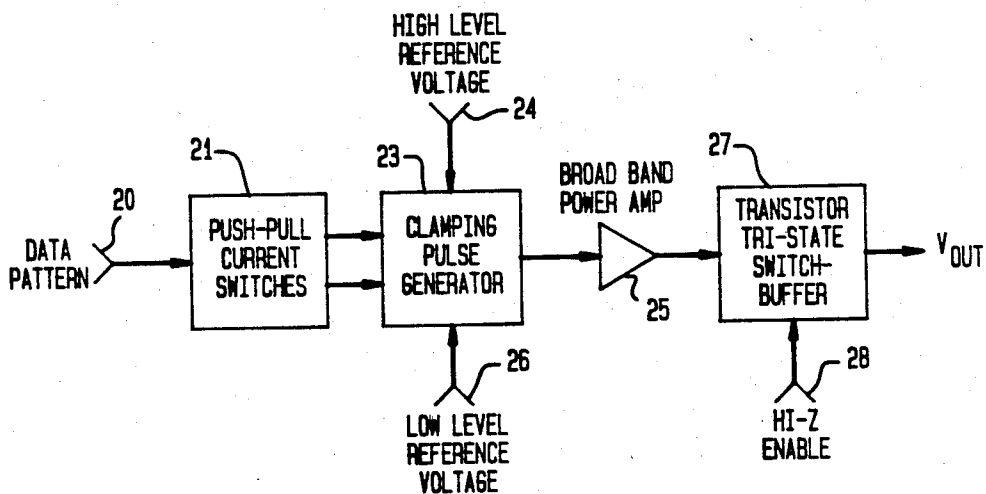 HIGH LEVEL
REFERENCE
VOLTAGE
24
21
23
27
20
BROAD BAND
POWER AMP
DATA
PATTERN
PUSH-PULL
CURRENT
SWITCHES
CLAMPING
PULSE
GENERATOR
25
TRANSISTOR
TRI-STATE
SWITCH-
BUFFER
VOUT
26
28
LOW LEVEL
REFERENCE
VOLTAGE
HI-Z
ENABLE